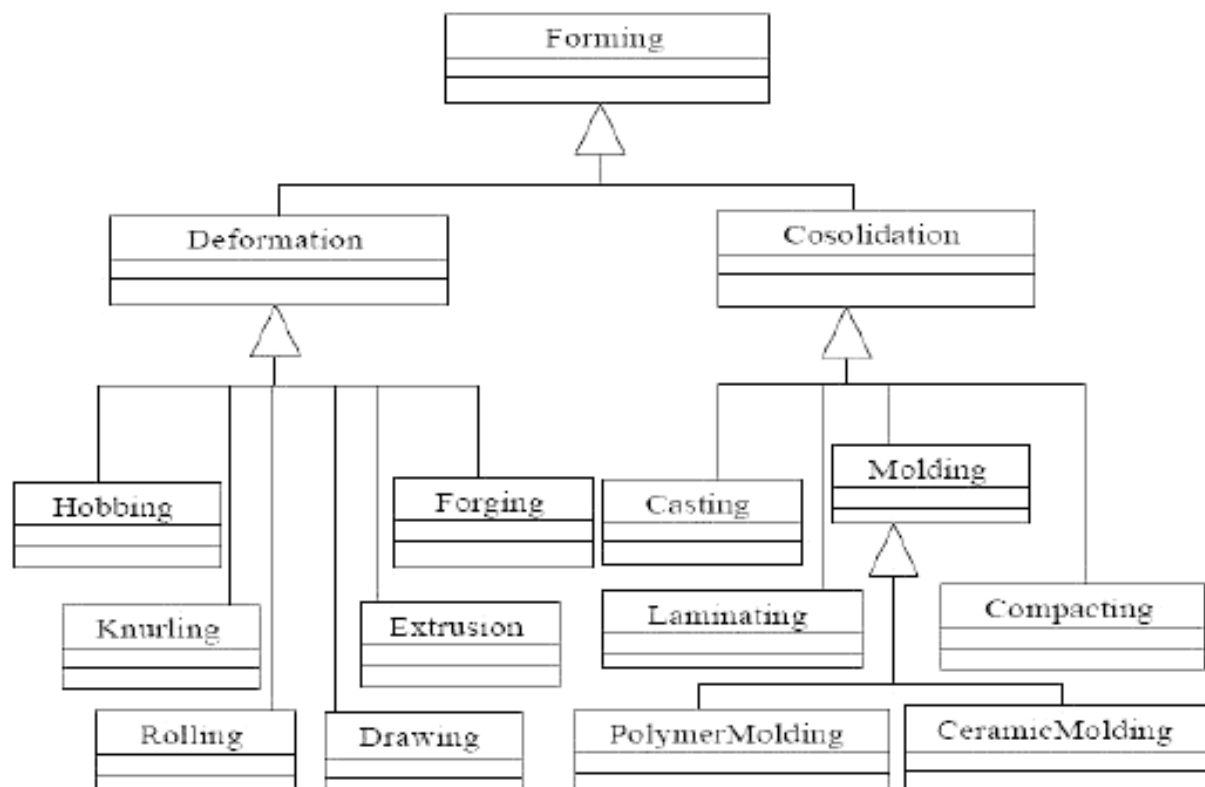 Forming
Deformation
Cosolidation
Hobbing
Forging
Casting
Molding
Knurling
Extrusion
Laminating
Compacting
Rolling
Drawing
PolymerMolding
CeramicMolding